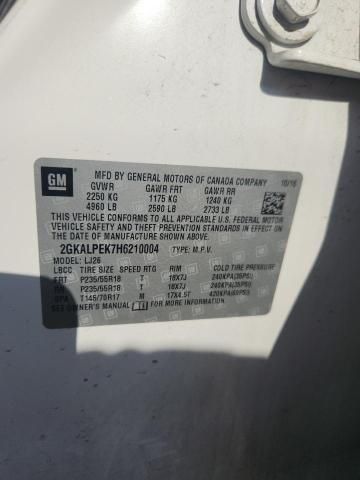 GM
MFD BY GENERAL MOTORS OF CANADA COMPANY 10/16
GVWR GAWR FRT GAWR RR
2250 KG 1175 KG 1240 KG
4960 LB 2590 LB 2733 LB
THIS VEHICLE CONFORMS TO ALL APPLICABLE U.S. FEDERAL MOTOR
VEHICLE SAFETY, BUMPER, AND THEFT PREVENTION STANDARDS
IN EFFECT ON THE DATE OF MANUFACTURE SHOWN ABOVE.
2GKALPEK7H6210004 TYPE: M.P.V.
MODEL: LJ26
LBCC TIRE SIZE RIM COLD TIRE PRESSURE
FRT P235/55R18 T 18X7J 240KPA(35PSI)
RR P235/55R18 T 18X7J 240KPA(35PSI)
SPA T145/70R17 M 17X4.5T 420KPA(60PSI)
SEE OWNER'S MANUAL FOR MORE INFORMATION.